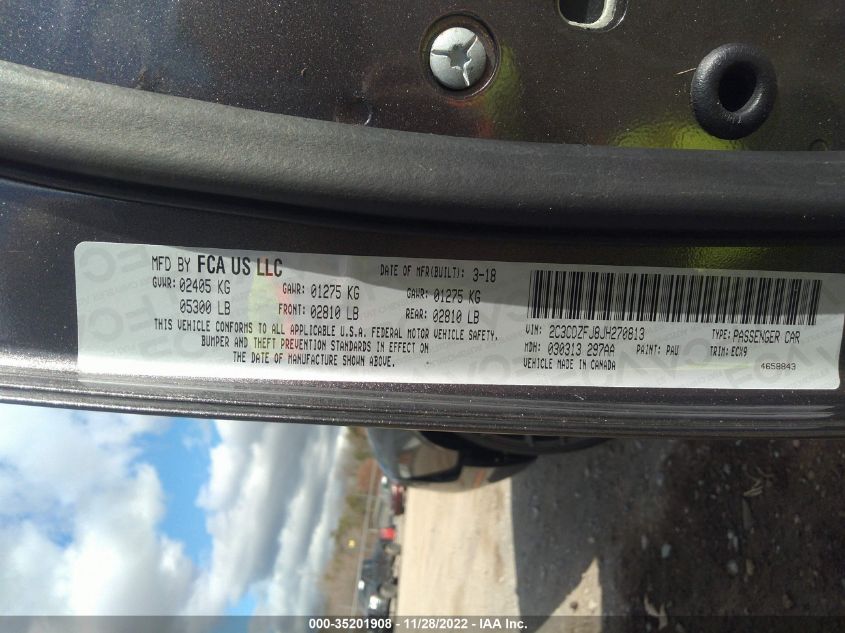 MFD BY FCA US LLC
DATE OF MFR(BUILT): 3-18
GVWR: 02405 KG GAWR: 01275 KG GAWR: 01275 KG
05300 LB FRONT: 02810 LB REAR: 02810 LB
THIS VEHICLE CONFORMS TO ALL APPLICABLE U.S.A. FEDERAL MOTOR VEHICLE SAFETY,
BUMPER AND THEFT PREVENTION STANDARDS IN EFFECT ON
THE DATE OF MANUFACTURE SHOWN ABOVE.
VIN: 2C3CDZFJ8JH270813 TYPE: PASSENGER CAR
MDH: 030313 297AA PAINT: PAU TRIM: ECX9
VEHICLE MADE IN CANADA 4658843
000-35201908 - 11/28/2022 - IAA Inc.